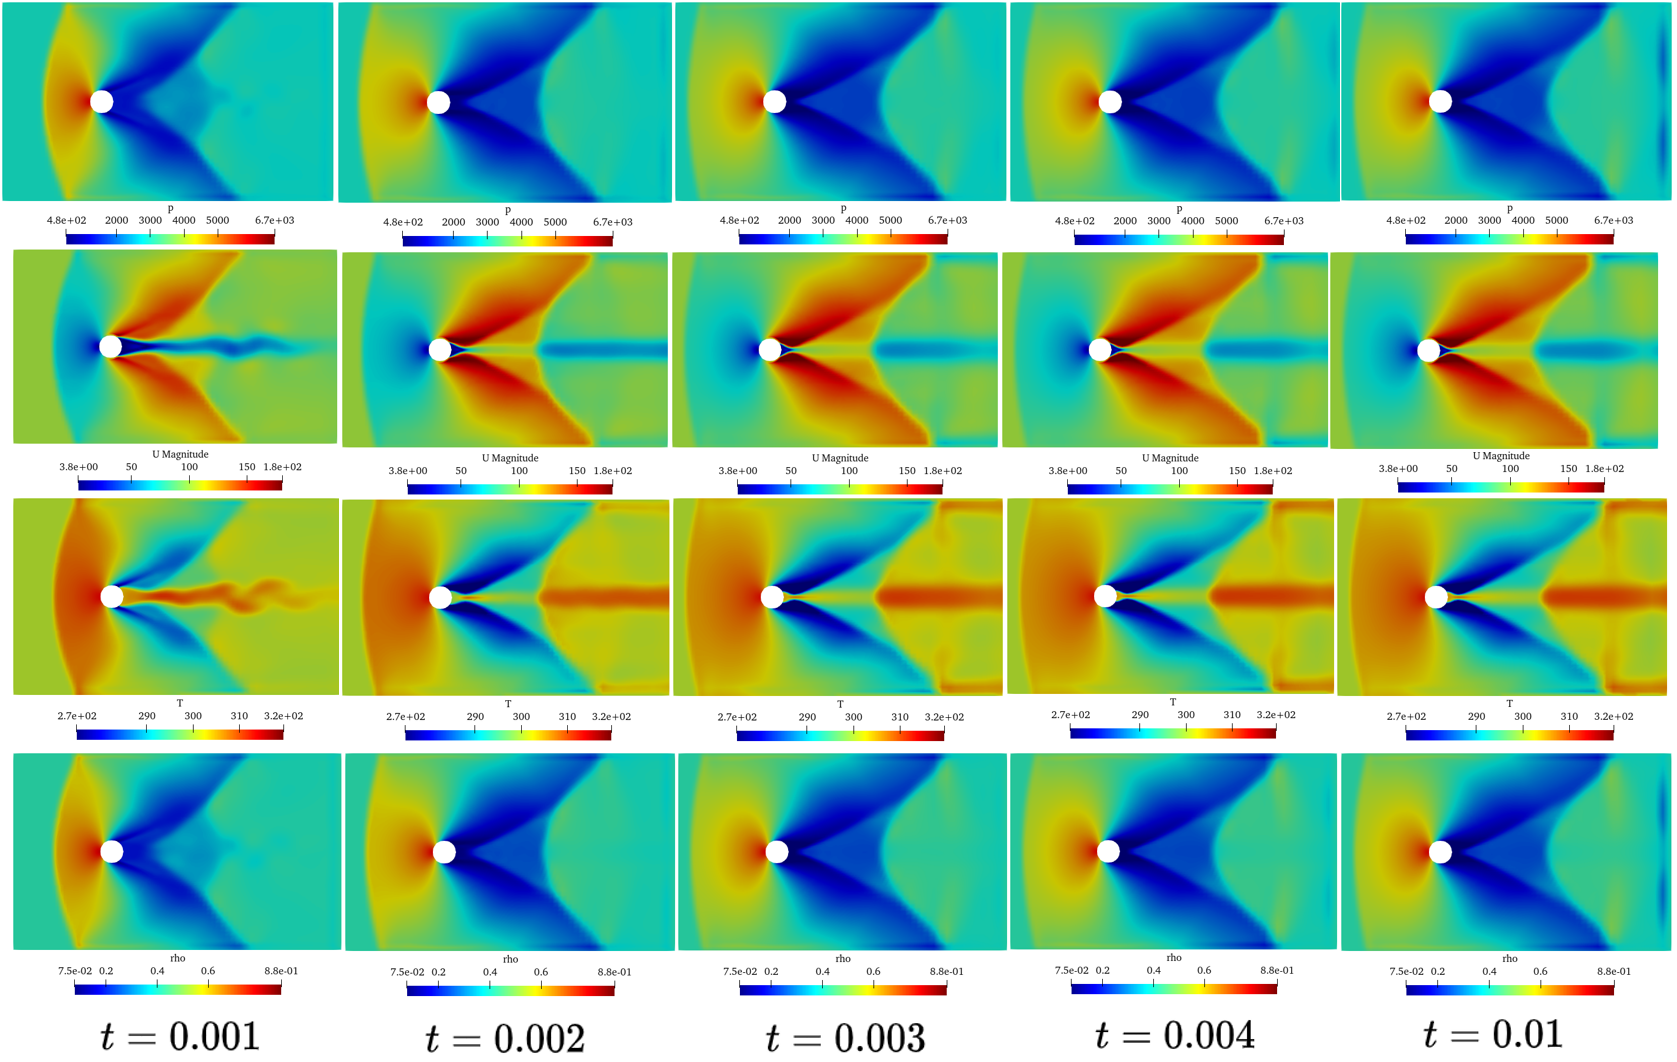 p p p p p
4.8e+02 2000 3000 4000 5000 6.7e+03 4.8e+02 2000 3000 4000 5000 6.7e+03 4.8e+02 2000 3000 4000 5000 6.7e+03 4.8e+02 2000 3000 4000 5000 6.7e+03 4.8e+02 2000 3000 4000 5000 6.7e+03
U Magnitude U Magnitude U Magnitude U Magnitude U Magnitude
3.8e+00 50 100 150 1.8e+02 3.8e+00 50 100 150 1.8e+02 3.8e+00 50 100 150 1.8e+02 3.8e+00 50 100 150 1.8e+02 3.8e+00 50 100 150 1.8e+02
T T T T T
2.7e+02 290 300 310 3.2e+02 2.7e+02 290 300 310 3.2e+02 2.7e+02 290 300 310 3.2e+02 2.7e+02 290 300 310 3.2e+02 2.7e+02 290 300 310 3.2e+02
rho rho rho rho rho
7.5e-02 0.2 0.4 0.6 8.8e-01 7.5e-02 0.2 0.4 0.6 8.8e-01 7.5e-02 0.2 0.4 0.6 8.8e-01 7.5e-02 0.2 0.4 0.6 8.8e-01 7.5e-02 0.2 0.4 0.6 8.8e-01
t = 0.001 t = 0.002 t = 0.003 t = 0.004 t = 0.01